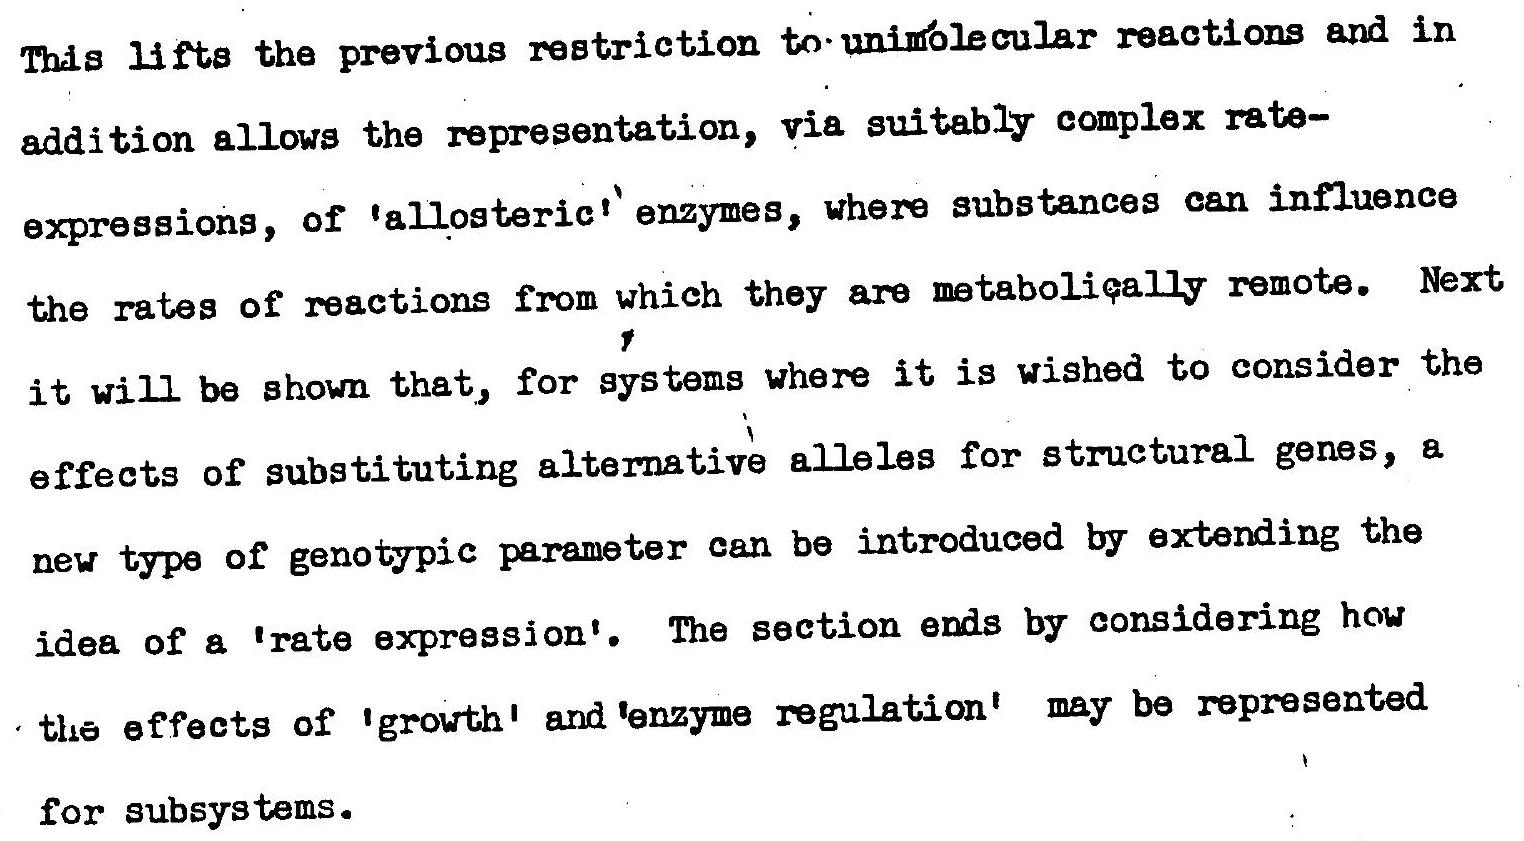 This lifts the previous restriction to unimolecular reactions and in
addition allows the representation, via suitably complex rate-
expressions, of 'allosteric' enzymes, where substances can influence
the rates of reactions from which they are metabolically remote.  Next
it will be shown that, for systems where it is wished to consider the
effects of substituting alternative alleles for structural genes, a
new type of genotypic parameter can be introduced by extending the
idea of a 'rate expression'.  The section ends by considering how
the effects of 'growth' and 'enzyme regulation'  may be represented
for subsystems.